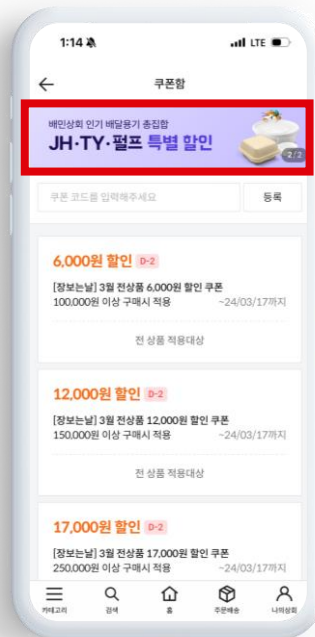 1:14
LTE
쿠폰함
배민상회 인기 배달용기 총집합
JH·TY·펄프 특별 할인
2/2
쿠폰 코드를 입력해주세요
등록
6,000원 할인 D-2
[장보는날] 3월 전상품 6,000원 할인 쿠폰
100,000원 이상 구매시 적용 ~24/03/17까지
전 상품 적용대상
12,000원 할인 D-2
[장보는날] 3월 전상품 12,000원 할인 쿠폰
150,000원 이상 구매시 적용 ~24/03/17까지
전 상품 적용대상
17,000원 할인 D-2
[장보는날] 3월 전상품 17,000원 할인 쿠폰
250,000원 이상 구매시 적용 ~24/03/17까지
카테고리 검색 홈 주문배송 나의상회